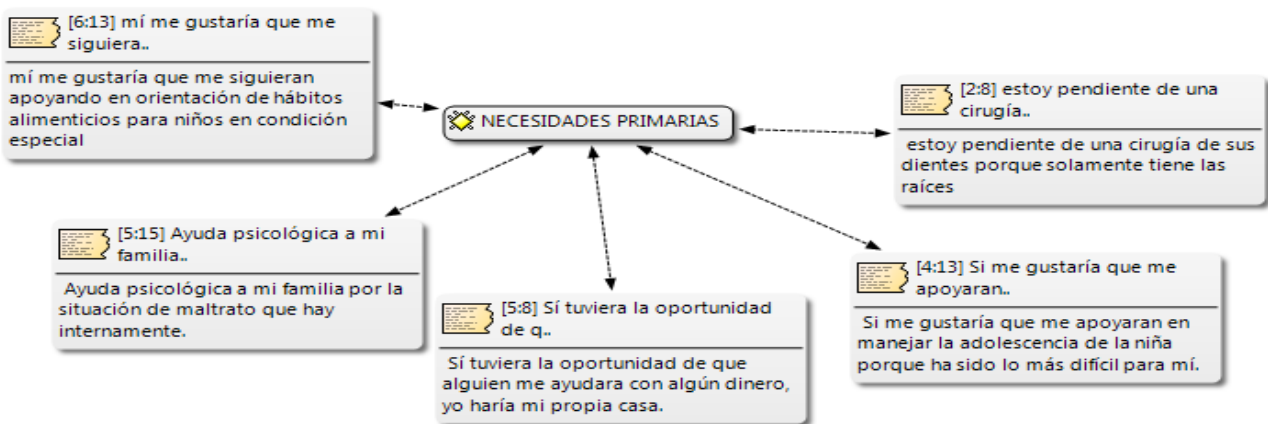 [6:13] mí me gustaría que me
siguiera..
mí me gustaría que me siguieran
apoyando en orientación de hábitos
alimenticios para niños en condición
especial
NECESIDADES PRIMARIAS
[2:8] estoy pendiente de una
cirugía..
estoy pendiente de una cirugía de sus
dientes porque solamente tiene las
raíces
[5:15] Ayuda psicológica a mi
familia..
Ayuda psicológica a mi familia por la
situación de maltrato que hay
internamente.
[5:8] Sí tuviera la oportunidad
de q..
Sí tuviera la oportunidad de que
alguien me ayudara con algún dinero,
yo haría mi propia casa.
[4:13] Si me gustaría que me
apoyaran..
Si me gustaría que me apoyaran en
manejar la adolescencia de la niña
porque ha sido lo más difícil para mí.